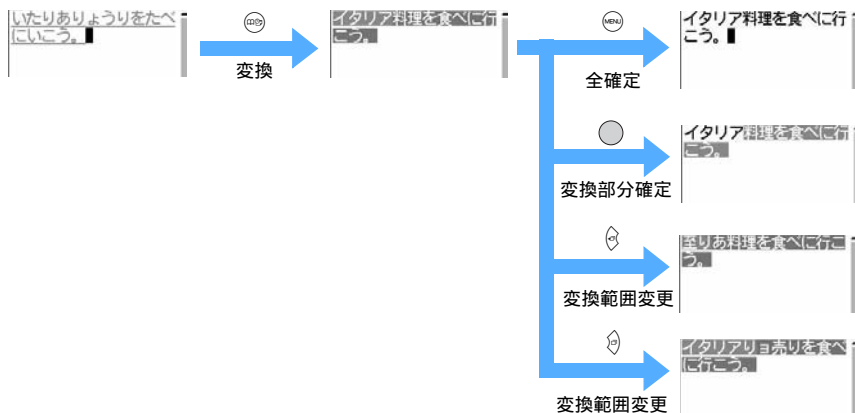 いたりありょうりをたべ
にいこう。
変換
イタリア料理を食べに行
こう。
MENU
全確定
イタリア料理を食べに行
こう。
変換部分確定
イタリア料理を食べに行
こう。
変換範囲変更
至りあ料理を食べに行こ
う。
変換範囲変更
イタリアりョ売りを食べ
に行こう。